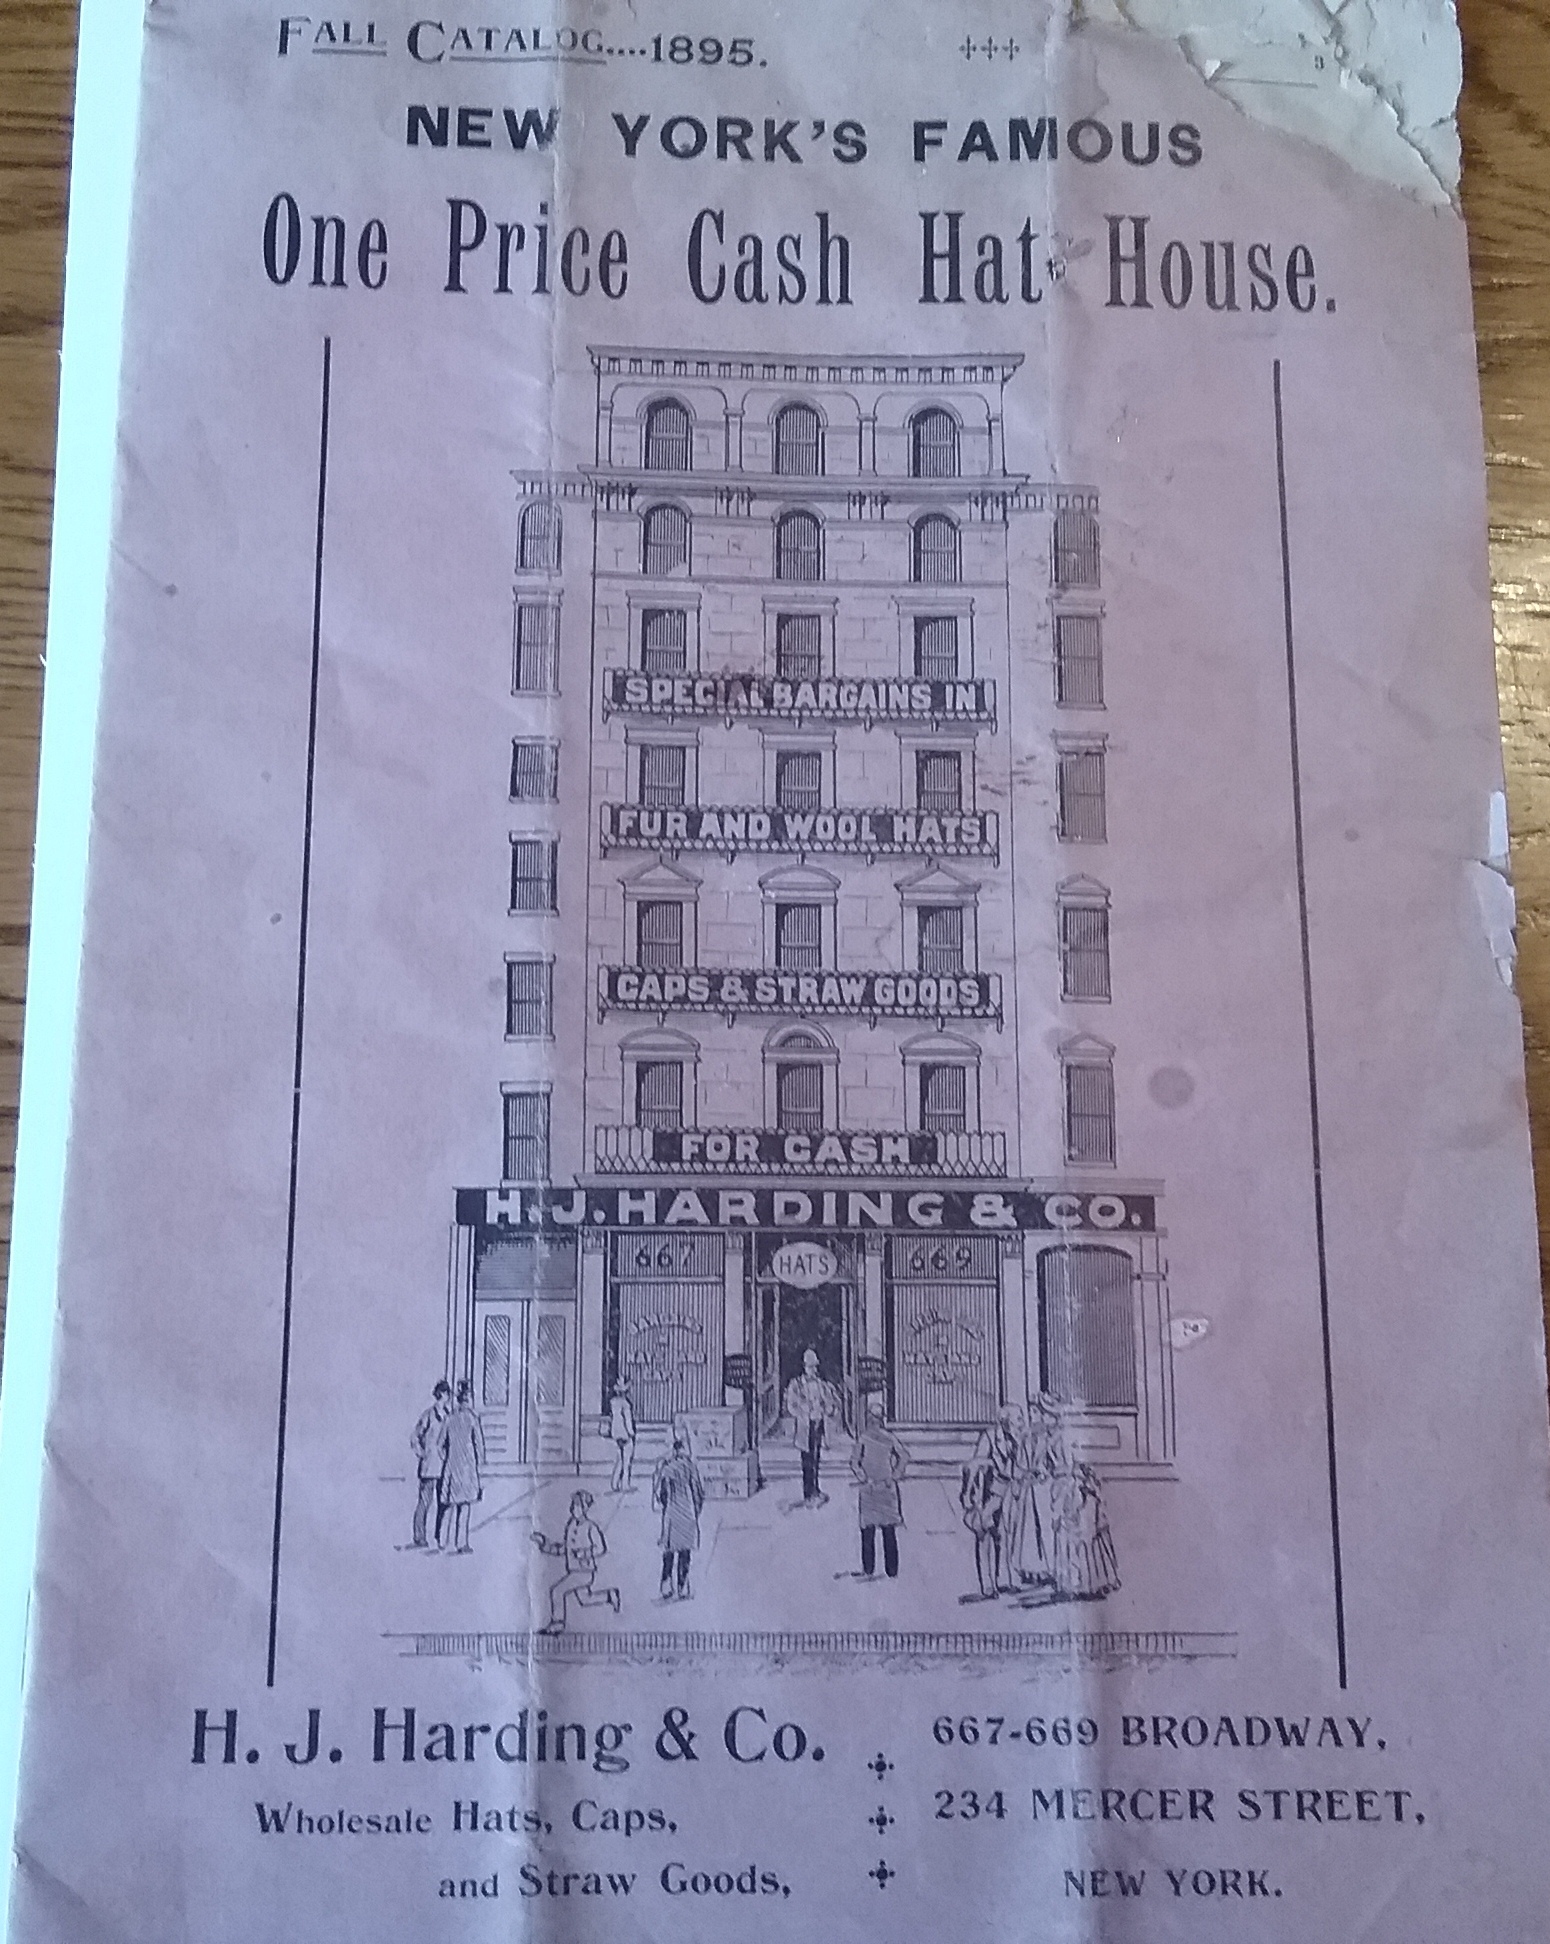 FALL CATALOG....1895.
NEW YORK'S FAMOUS
One Price Cash Hat House.
SPECIAL BARGAINS IN
FUR AND WOOL HATS
CAPS & STRAW GOODS
FOR CASH
H.J. HARDING & CO.
667 HATS 669
H. J. Harding & Co.
Wholesale Hats, Caps,
and Straw Goods,
667-669 BROADWAY,
234 MERCER STREET,
NEW YORK.